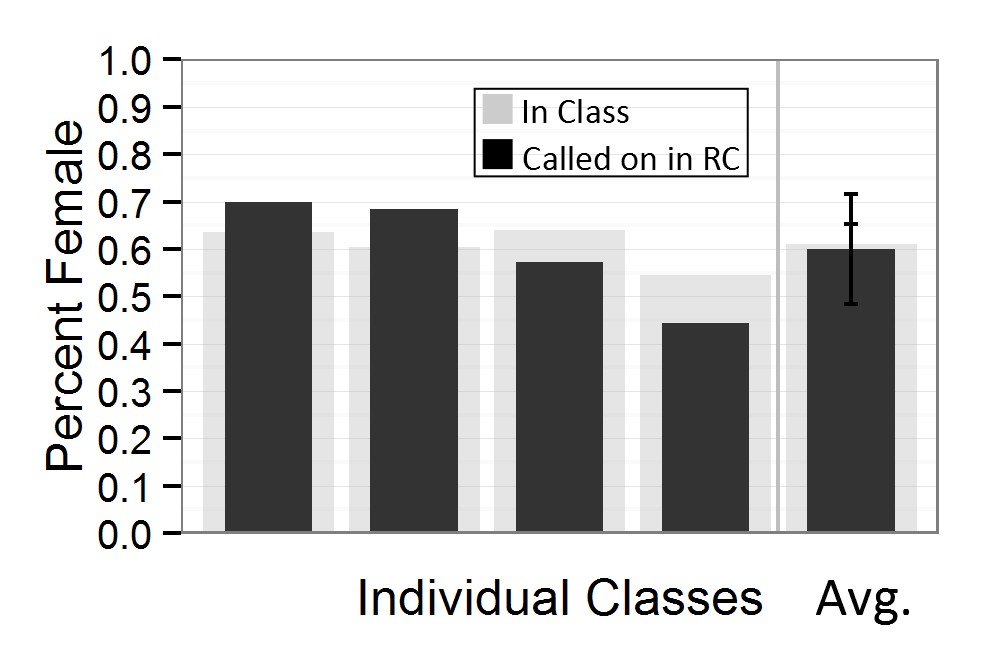 Percent Female
1.0
0.9
0.8
0.7
0.6
0.5
0.4
0.3
0.2
0.1
0.0
In Class
Called on in RC
Individual Classes
Avg.